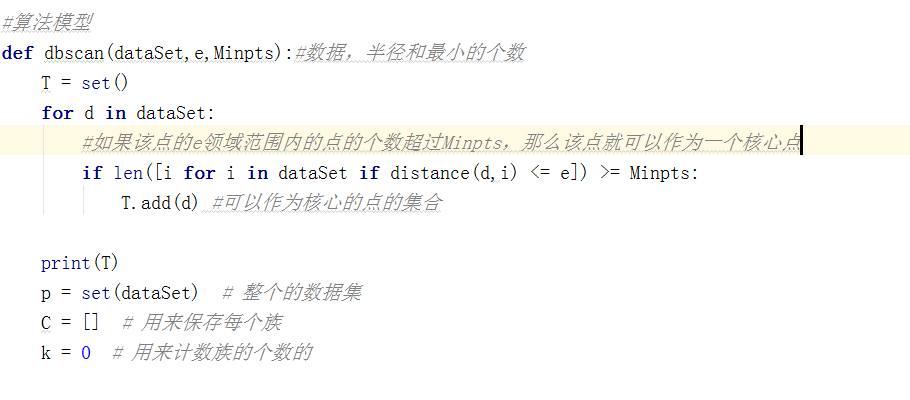 #算法模型
def dbscan(dataSet,e,Minpts):#数据，半径和最小的个数
    T = set()
    for d in dataSet:
        #如果该点的e领域范围内的点的个数超过Minpts，那么该点就可以作为一个核心点
        if len([i for i in dataSet if distance(d,i) <= e]) >= Minpts:
            T.add(d) #可以作为核心的点的集合
    print(T)
    p = set(dataSet)  # 整个的数据集
    C = []  # 用来保存每个族
    k = 0  # 用来计数族的个数的